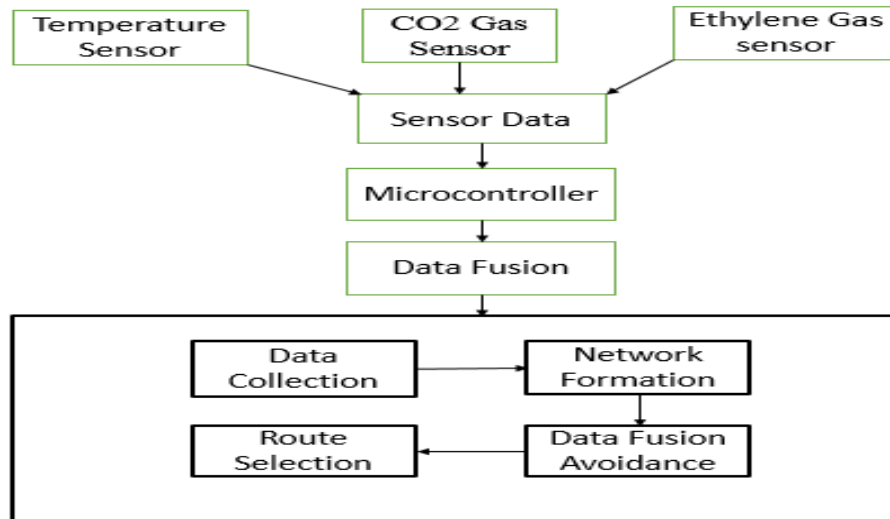 Temperature
Sensor
CO2 Gas
Sensor
Ethylene Gas
sensor
Sensor Data
Microcontroller
Data Fusion
Data
Collection
Network
Formation
Route
Selection
Data Fusion
Avoidance